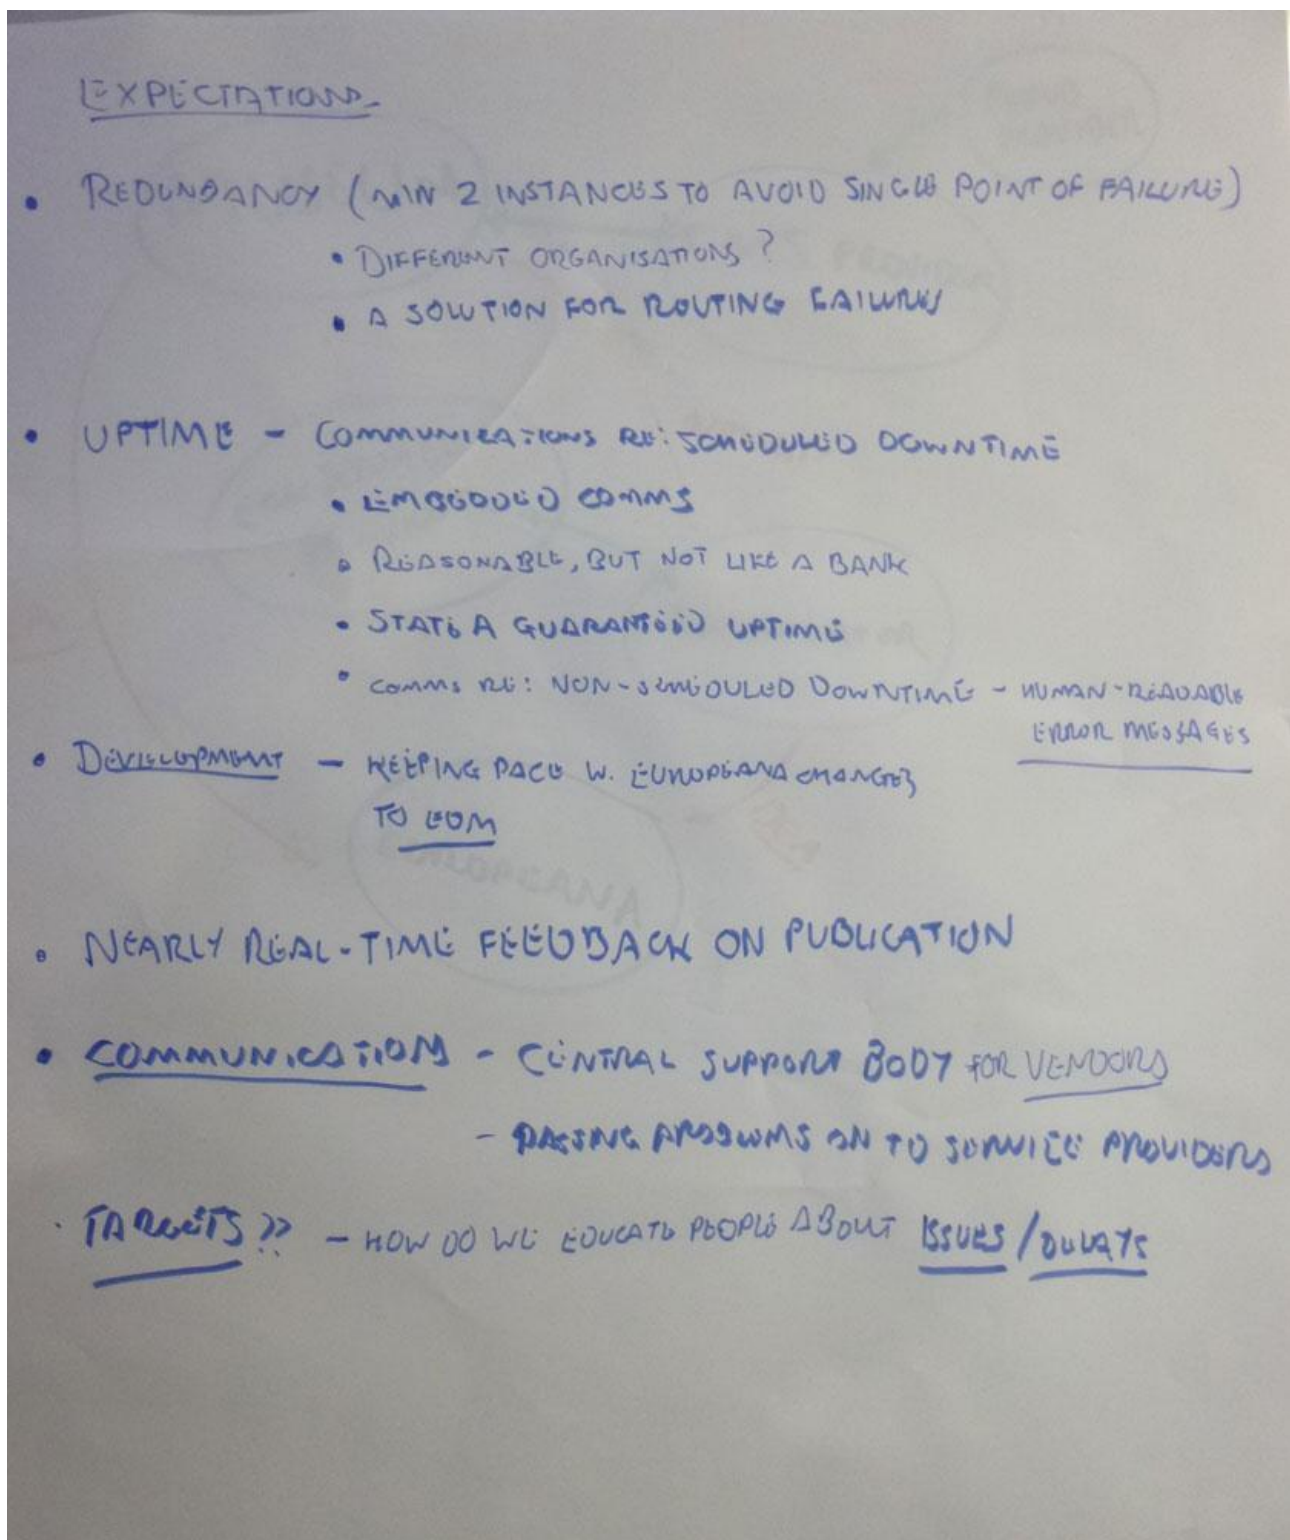 EXPECTATIONS
• REDUNDANCY (MIN 2 INSTANCES TO AVOID SINGLE POINT OF FAILURE)
• DIFFERENT ORGANISATIONS?
• A SOLUTION FOR ROUTING FAILURES
• UPTIME - COMMUNICATIONS RE: SCHEDULED DOWNTIME
• EMBEDDED COMMS
• REASONABLE, BUT NOT LIKE A BANK
• STATE A GUARANTEED UPTIME
• COMMS RE: NON-SCHEDULED DOWNTIME - HUMAN-READABLE
ERROR MESSAGES
• DEVELOPMENT - KEEPING PACE W. EUROPEANA CHANGES
TO EDM
• NEARLY REAL-TIME FEEDBACK ON PUBLICATION
• COMMUNICATION - CENTRAL SUPPORT BODY FOR VENDORS
- PASSING PROBLEMS ON TO SERVICE PROVIDERS
• TARGETS?? - HOW DO WE EDUCATE PEOPLE ABOUT ISSUES/DELAYS